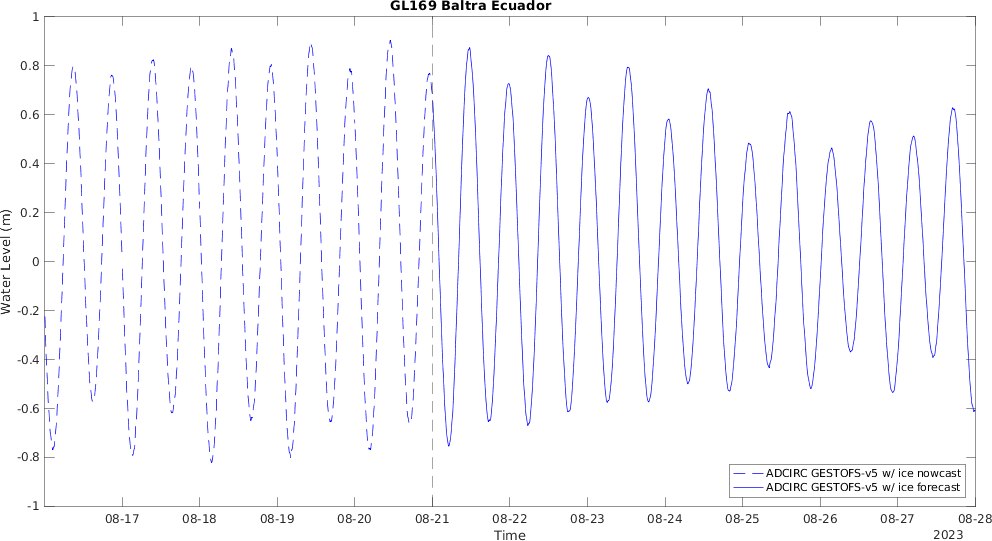 GL169 Baltra Ecuador
Water Level (m)
1
0.8
0.6
0.4
0.2
0
-0.2
-0.4
-0.6
-0.8
-1
ADCIRC GESTOFS-v5 w/ ice nowcast
ADCIRC GESTOFS-v5 w/ ice forecast
08-17 08-18 08-19 08-20 08-21 08-22 08-23 08-24 08-25 08-26 08-27 08-28
Time
2023